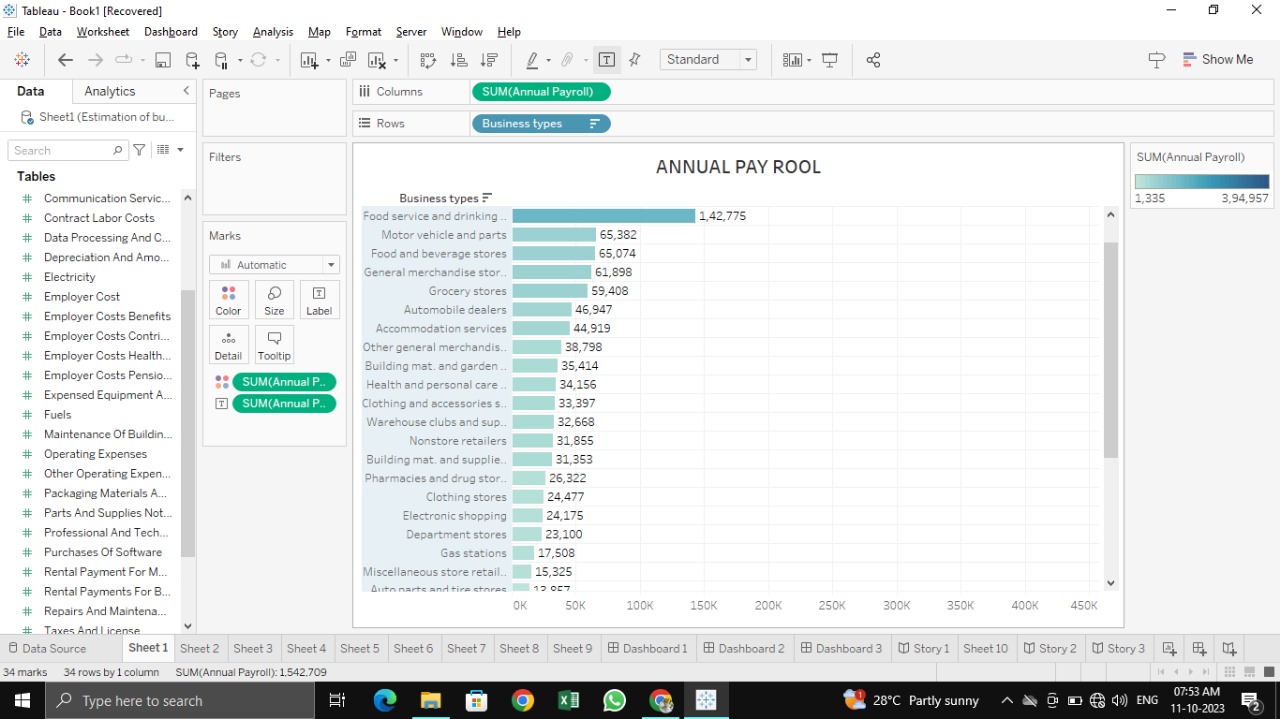 Tableau - Book1 [Recovered]
File Data Worksheet Dashboard Story Analysis Map Format Server Window Help
Standard
Show Me
Data Analytics
Sheet1 (Estimation of bu...
Search
Tables
Communication Servic...
Contract Labor Costs
Data Processing And C...
Depreciation And Amo...
Electricity
Employer Cost
Employer Costs Benefits
Employer Costs Contri...
Employer Costs Health...
Employer Costs Pensio...
Expensed Equipment A...
Fuels
Maintenance Of Buildin...
Operating Expenses
Other Operating Expen...
Packaging Materials A...
Parts And Supplies Not...
Professional And Tech...
Purchases Of Software
Rental Payment For M...
Rental Payments For B...
Repairs And Maintena...
Taxes And License
Pages
Filters
Marks
Automatic
Color Size Label
Detail Tooltip
SUM(Annual P..
SUM(Annual P..
Columns SUM(Annual Payroll)
Rows Business types
ANNUAL PAY ROOL
Business types
Food service and drinking .. 1,42,775
Motor vehicle and parts 65,382
Food and beverage stores 65,074
General merchandise stor.. 61,898
Grocery stores 59,408
Automobile dealers 46,947
Accommodation services 44,919
Other general merchandis.. 38,798
Building mat. and garden .. 35,414
Health and personal care .. 34,156
Clothing and accessories s.. 33,397
Warehouse clubs and sup.. 32,668
Nonstore retailers 31,855
Building mat. and supplie.. 31,353
Pharmacies and drug stor.. 26,322
Clothing stores 24,477
Electronic shopping 24,175
Department stores 23,100
Gas stations 17,508
Miscellaneous store retail.. 15,325
Auto parts and tire stores 13,857
0K 50K 100K 150K 200K 250K 300K 350K 400K 450K
SUM(Annual Payroll)
1,335 3,94,957
Data Source Sheet 1 Sheet 2 Sheet 3 Sheet 4 Sheet 5 Sheet 6 Sheet 7 Sheet 8 Sheet 9 Dashboard 1 Dashboard 2 Dashboard 3 Story 1 Sheet 10 Story 2 Story 3
34 marks 34 rows by 1 column SUM(Annual Payroll): 1,542,709
Type here to search
1
28°C Partly sunny
ENG
07:53 AM
11-10-2023
2